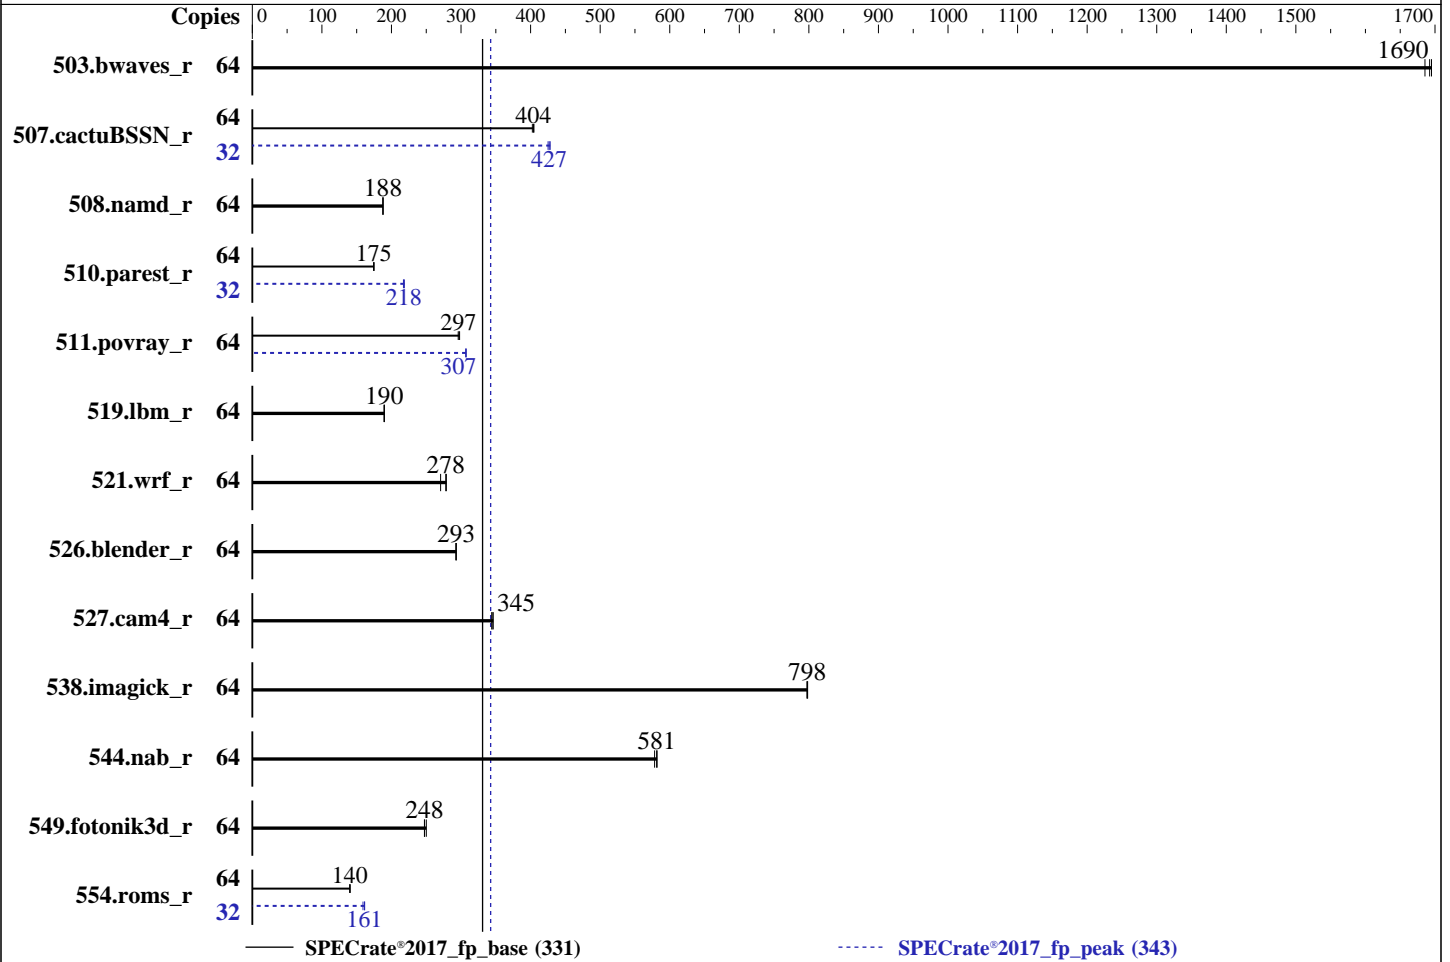 Copies 0 100 200 300 400 500 600 700 800 900 1000 1100 1200 1300 1400 1500 1700
503.bwaves_r 64 1690
507.cactuBSSN_r 64 404
32 427
508.namd_r 64 188
510.parest_r 64 175
32 218
511.povray_r 64 297
307
519.lbm_r 64 190
521.wrf_r 64 278
526.blender_r 64 293
527.cam4_r 64 345
538.imagick_r 64 798
544.nab_r 64 581
549.fotonik3d_r 64 248
554.roms_r 64 140
32 161
SPECrate®2017_fp_base (331) SPECrate®2017_fp_peak (343)